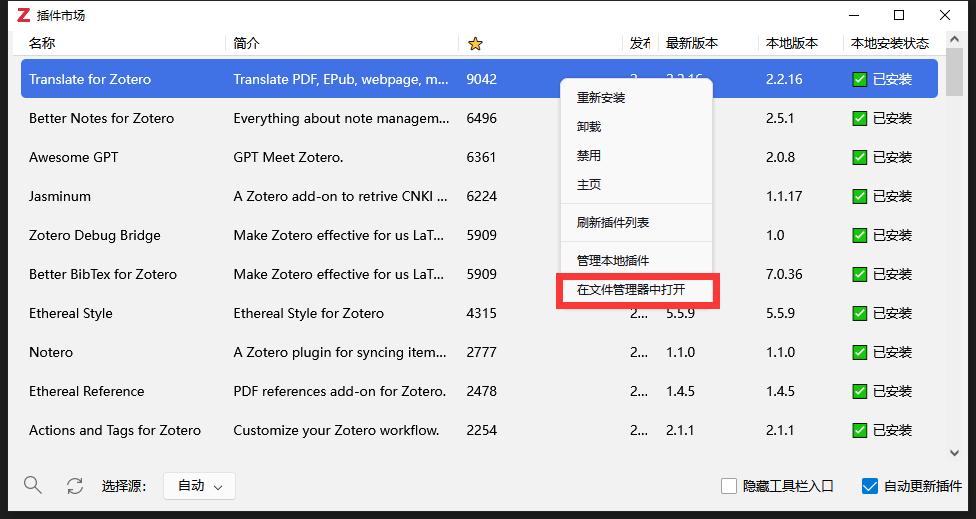 Z 插件市场
名称 简介 发布 最新版本 本地版本 本地安装状态
Translate for Zotero Translate PDF, EPub, webpage, m... 9042 2.2.16 ✅ 已安装
Better Notes for Zotero Everything about note managem... 6496 2.5.1 ✅ 已安装
Awesome GPT GPT Meet Zotero. 6361 2.0.8 ✅ 已安装
Jasminum A Zotero add-on to retrive CNKI ... 6224 1.1.17 ✅ 已安装
Zotero Debug Bridge Make Zotero effective for us LaT... 5909 1.0 ✅ 已安装
Better BibTex for Zotero Make Zotero effective for us LaT... 5909 7.0.36 ✅ 已安装
Ethereal Style Ethereal Style for Zotero 4315 2... 5.5.9 5.5.9 ✅ 已安装
Notero A Zotero plugin for syncing item... 2777 2... 1.1.0 1.1.0 ✅ 已安装
Ethereal Reference PDF references add-on for Zotero. 2478 2... 1.4.5 1.4.5 ✅ 已安装
Actions and Tags for Zotero Customize your Zotero workflow. 2254 2... 2.1.1 2.1.1 ✅ 已安装
重新安装
卸载
禁用
主页
刷新插件列表
管理本地插件
在文件管理器中打开
选择源: 自动 隐藏工具栏入口 自动更新插件